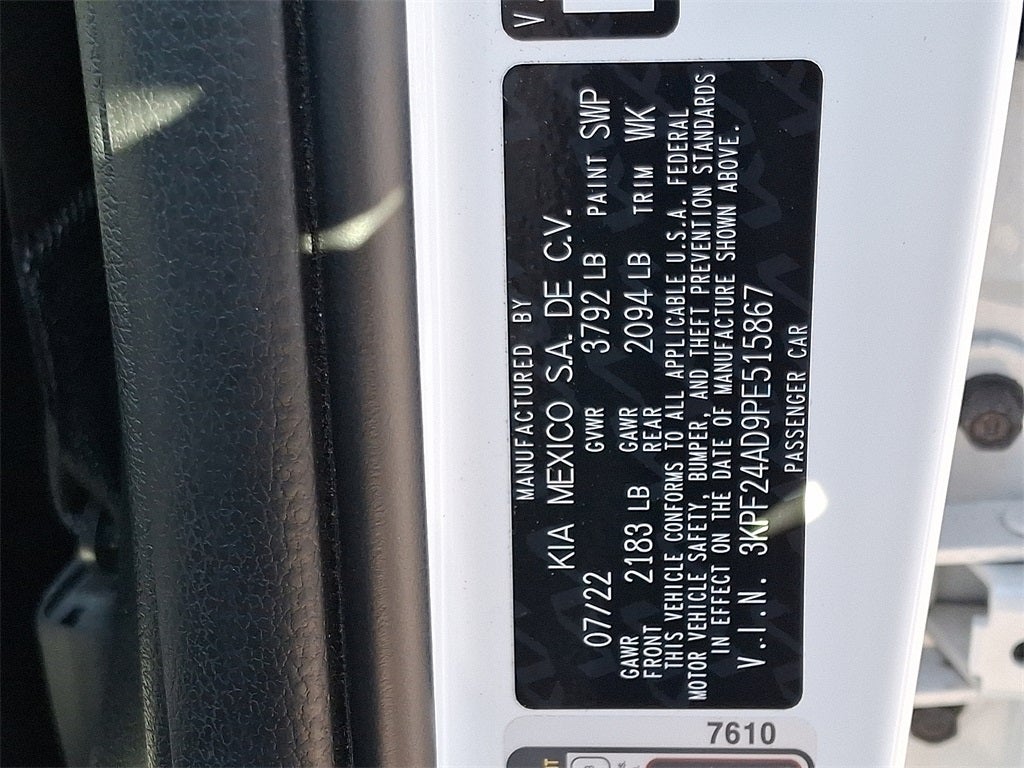 V.
MANUFACTURED BY
KIA MEXICO S.A. DE C.V.
07/22 GVWR 3792 LB PAINT SWP
GAWR FRONT 2183 LB GAWR REAR 2094 LB TRIM WK
THIS VEHICLE CONFORMS TO ALL APPLICABLE U.S.A. FEDERAL
MOTOR VEHICLE SAFETY, BUMPER, AND THEFT PREVENTION STANDARDS
IN EFFECT ON THE DATE OF MANUFACTURE SHOWN ABOVE.
V.I.N. 3KPF24AD9PE515867
PASSENGER CAR
7610